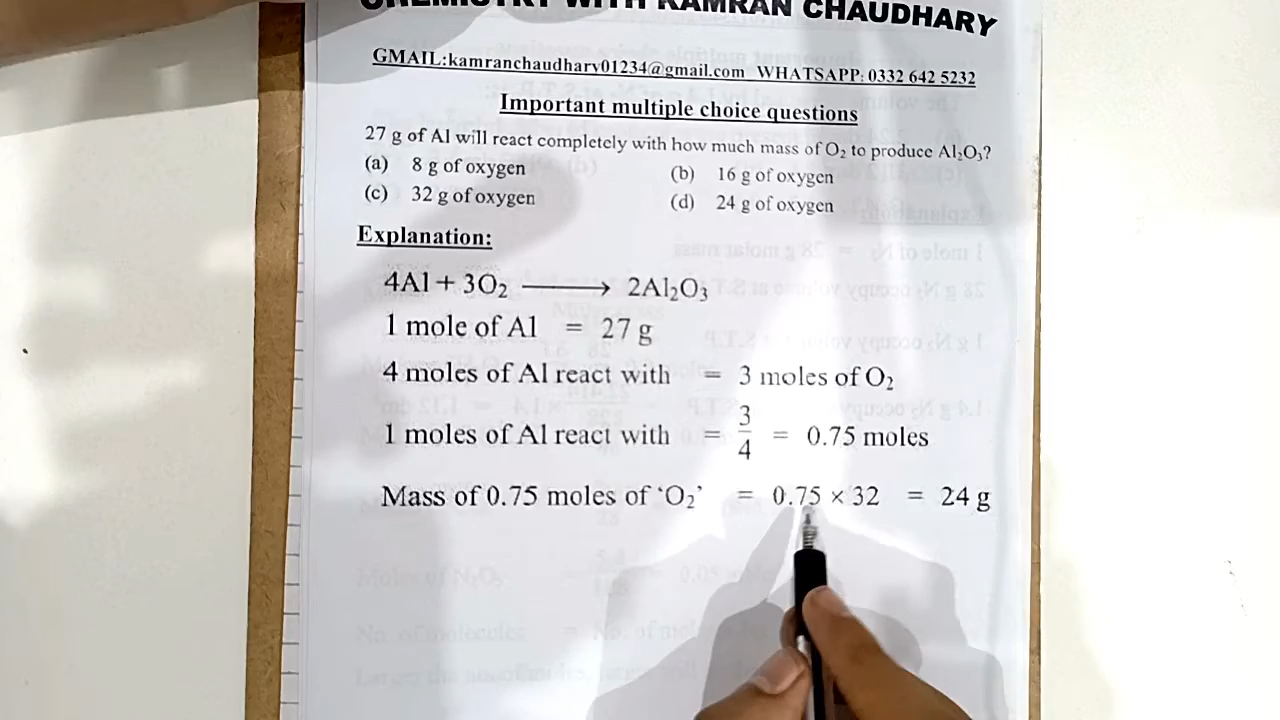 CHEMISTRY WITH KAMRAN CHAUDHARY
GMAIL:kamranchaudhary01234@gmail.com WHATSAPP: 0332 642 5232
Important multiple choice questions
27 g of Al will react completely with how much mass of O₂ to produce Al₂O₃?
(a) 8 g of oxygen (b) 16 g of oxygen
(c) 32 g of oxygen (d) 24 g of oxygen
Explanation:
4Al + 3O₂ ⟶ 2Al₂O₃
1 mole of Al = 27 g
4 moles of Al react with = 3 moles of O₂
1 moles of Al react with = 3/4 = 0.75 moles
Mass of 0.75 moles of ‘O₂’ = 0.75 × 32 = 24 g